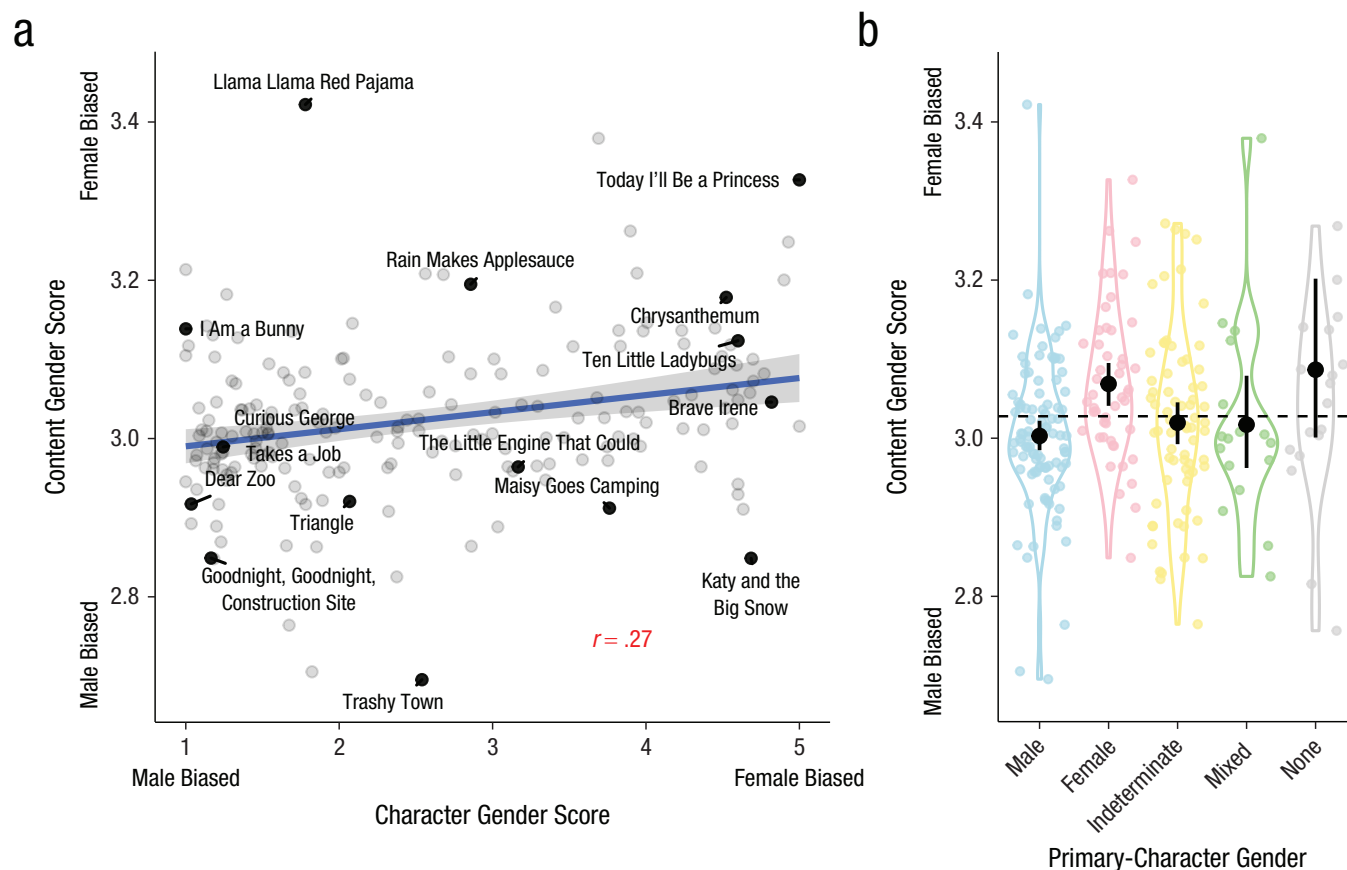 a
Female Biased
Content Gender Score
Male Biased
3.4
3.2
3.0
2.8
Llama Llama Red Pajama
Today I'll Be a Princess
Rain Makes Applesauce
I Am a Bunny
Chrysanthemum
Ten Little Ladybugs
Curious George
Takes a Job
Brave Irene
The Little Engine That Could
Dear Zoo
Maisy Goes Camping
Triangle
Goodnight, Goodnight,
Construction Site
Katy and the
Big Snow
r = .27
Trashy Town
1
2
3
4
5
Male Biased
Female Biased
Character Gender Score
b
Female Biased
Content Gender Score
Male Biased
3.4
3.2
3.0
2.8
Male
Female
Indeterminate
Mixed
None
Primary-Character Gender